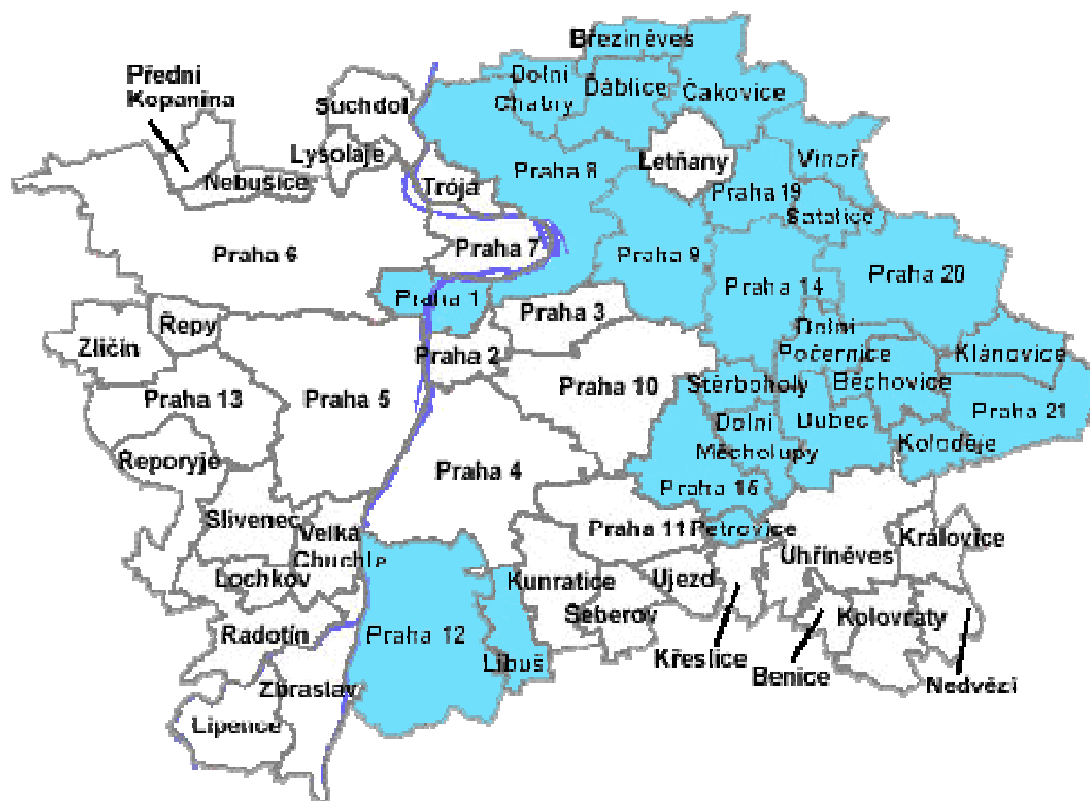 Březiněves
Přední
Kopanina
Suchdol
Dolní
Chabry
Ďáblice
Čakovice
Lysolaje
Letňany
Vinoř
Nebušice
Trója
Praha 8
Praha 19
Satalice
Praha 6
Praha 7
Praha 9
Praha 20
Praha 1
Praha 14
Praha 3
Řepy
Zličín
Praha 2
Dolní
Počernice
Klánovice
Praha 13
Praha 5
Praha 10
Štěrboholy
Běchovice
Praha 21
Dolní
Měcholupy
Dubec
Koloděje
Řeporyje
Praha 4
Praha 15
Slivenec
Velká
Chuchle
Praha 11
Petrovice
Uhříněves
Královice
Lochkov
Kunratice
Ujezd
Šeberov
Kolovraty
Radotín
Praha 12
Libuš
Křeslice
Benice
Nedvězí
Zbraslav
Lipence